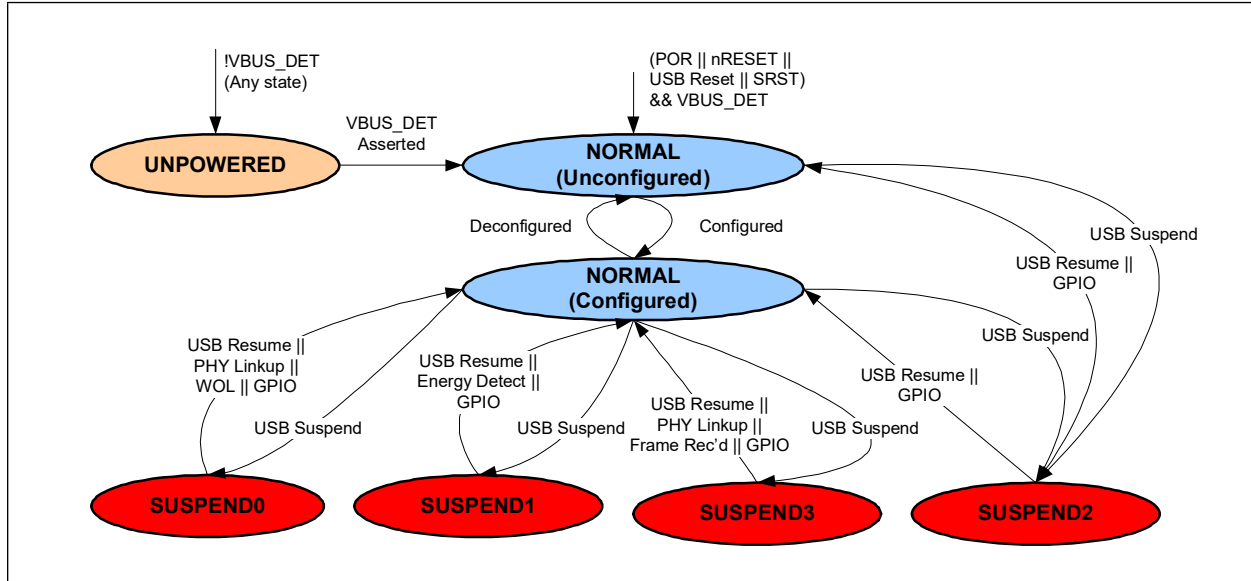 !VBUS_DET
(Any state)
(POR || nRESET ||
USB Reset || SRST)
&& VBUS_DET
VBUS_DET
Asserted
UNPOWERED
NORMAL
(Unconfigured)
Deconfigured
Configured
USB Suspend
USB Resume ||
GPIO
NORMAL
(Configured)
USB Resume ||
PHY Linkup ||
WOL || GPIO
USB Suspend
USB Resume ||
Energy Detect ||
GPIO
USB Suspend
USB Resume ||
PHY Linkup ||
Frame Rec'd || GPIO
USB Suspend
USB Resume ||
GPIO
USB Suspend
SUSPEND0
SUSPEND1
SUSPEND3
SUSPEND2